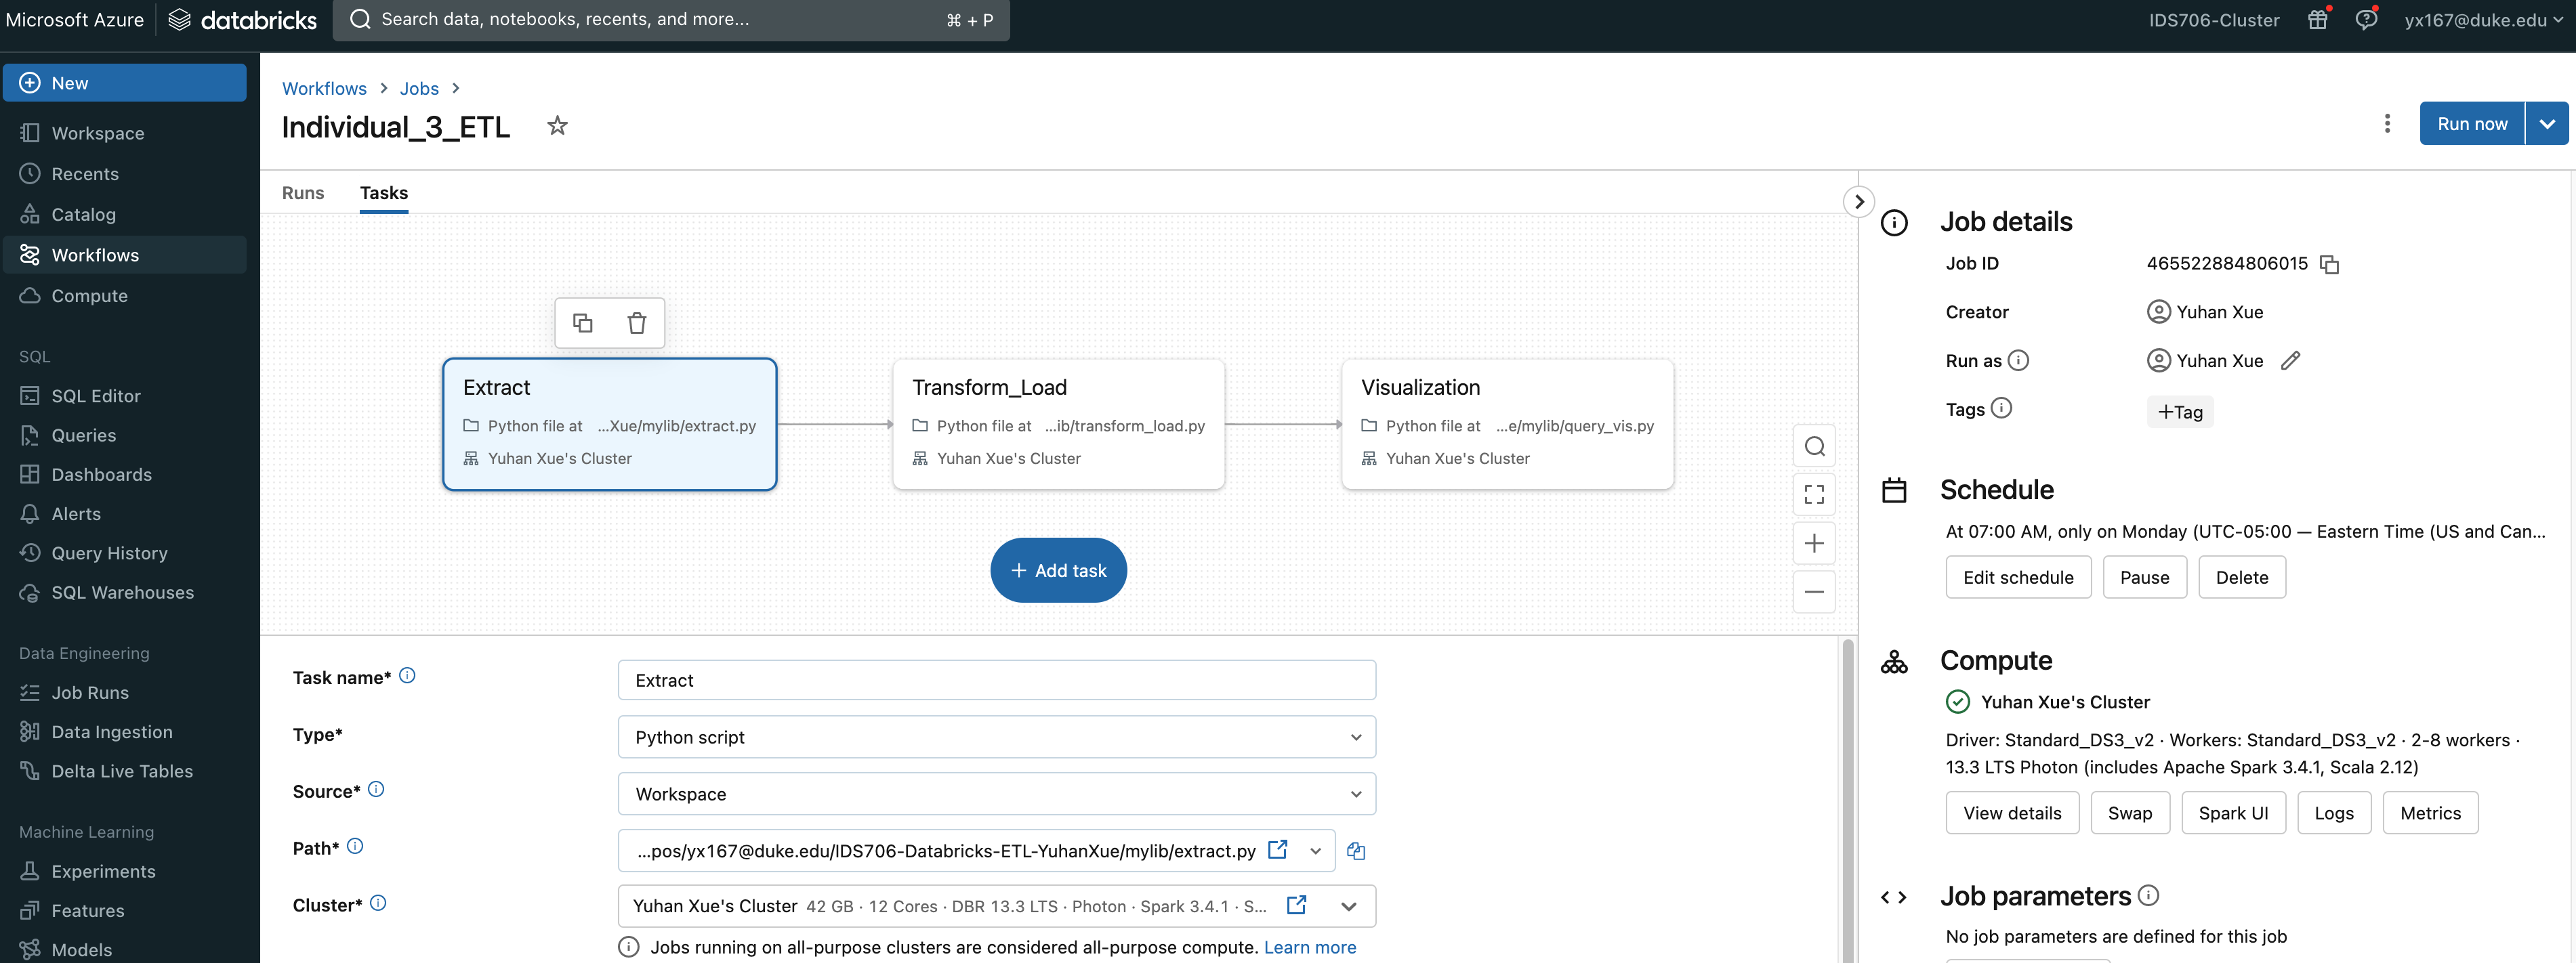 Microsoft Azure
databricks
Search data, notebooks, recents, and more...
⌘ + P
IDS706-Cluster
yx167@duke.edu
New
Workspace
Recents
Catalog
Workflows
Compute
SQL
SQL Editor
Queries
Dashboards
Alerts
Query History
SQL Warehouses
Data Engineering
Job Runs
Data Ingestion
Delta Live Tables
Machine Learning
Experiments
Features
Models
Workflows > Jobs >
Individual_3_ETL
Run now
Runs
Tasks
Extract
Python file at ...Xue/mylib/extract.py
Yuhan Xue's Cluster
Transform_Load
Python file at ...ib/transform_load.py
Yuhan Xue's Cluster
Visualization
Python file at ...e/mylib/query_vis.py
Yuhan Xue's Cluster
+ Add task
Task name*
Extract
Type*
Python script
Source*
Workspace
Path*
...pos/yx167@duke.edu/IDS706-Databricks-ETL-YuhanXue/mylib/extract.py
Cluster*
Yuhan Xue's Cluster 42 GB · 12 Cores · DBR 13.3 LTS · Photon · Spark 3.4.1 · S...
Jobs running on all-purpose clusters are considered all-purpose compute. Learn more
Job details
Job ID
465522884806015
Creator
Yuhan Xue
Run as
Yuhan Xue
Tags
+Tag
Schedule
At 07:00 AM, only on Monday (UTC-05:00 — Eastern Time (US and Can...
Edit schedule
Pause
Delete
Compute
Yuhan Xue's Cluster
Driver: Standard_DS3_v2 · Workers: Standard_DS3_v2 · 2-8 workers ·
13.3 LTS Photon (includes Apache Spark 3.4.1, Scala 2.12)
View details
Swap
Spark UI
Logs
Metrics
Job parameters
No job parameters are defined for this job